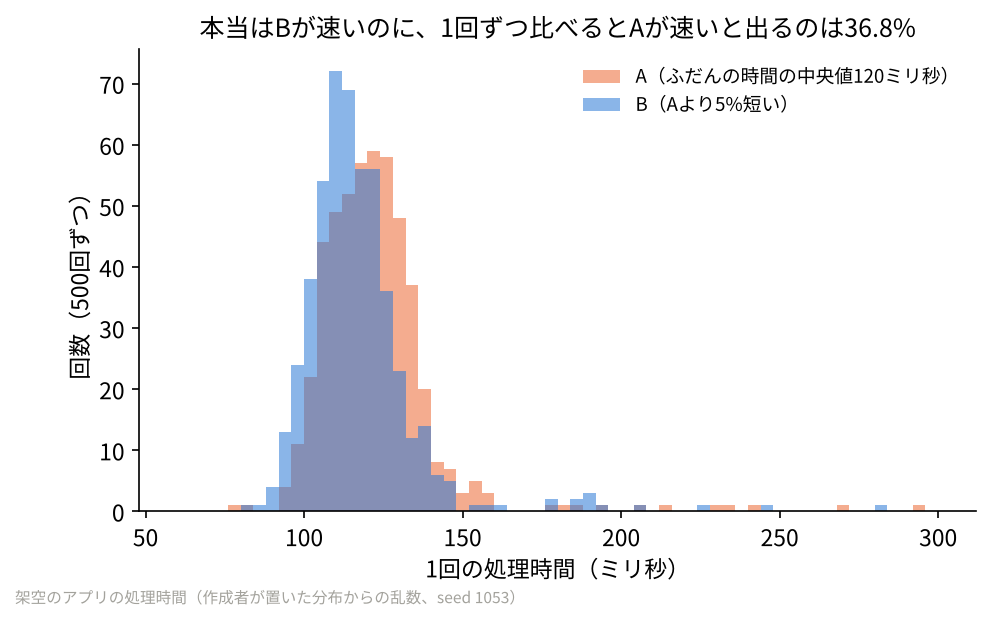 本当はBが速いのに、1回ずつ比べるとAが速いと出るのは36.8%
A（ふだんの時間の中央値120ミリ秒）
B（Aより5%短い）
回数（500回ずつ）
70
60
50
40
30
20
10
0
50 100 150 200 250 300
1回の処理時間（ミリ秒）
架空のアプリの処理時間（作成者が置いた分布からの乱数、seed 1053）